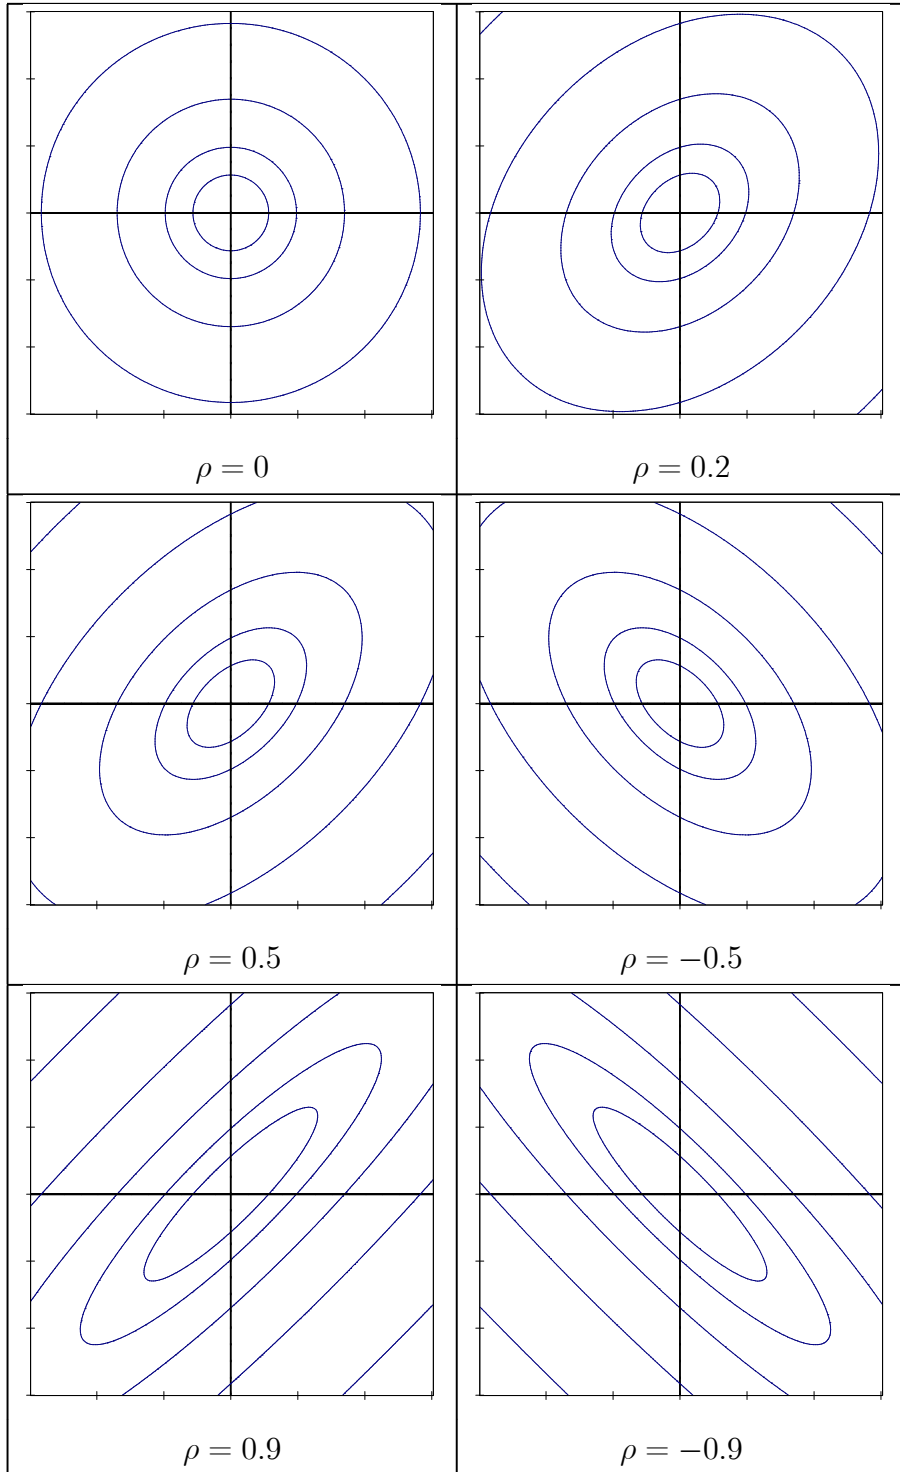 ρ = 0
ρ = 0.2
ρ = 0.5
ρ = −0.5
ρ = 0.9
ρ = −0.9